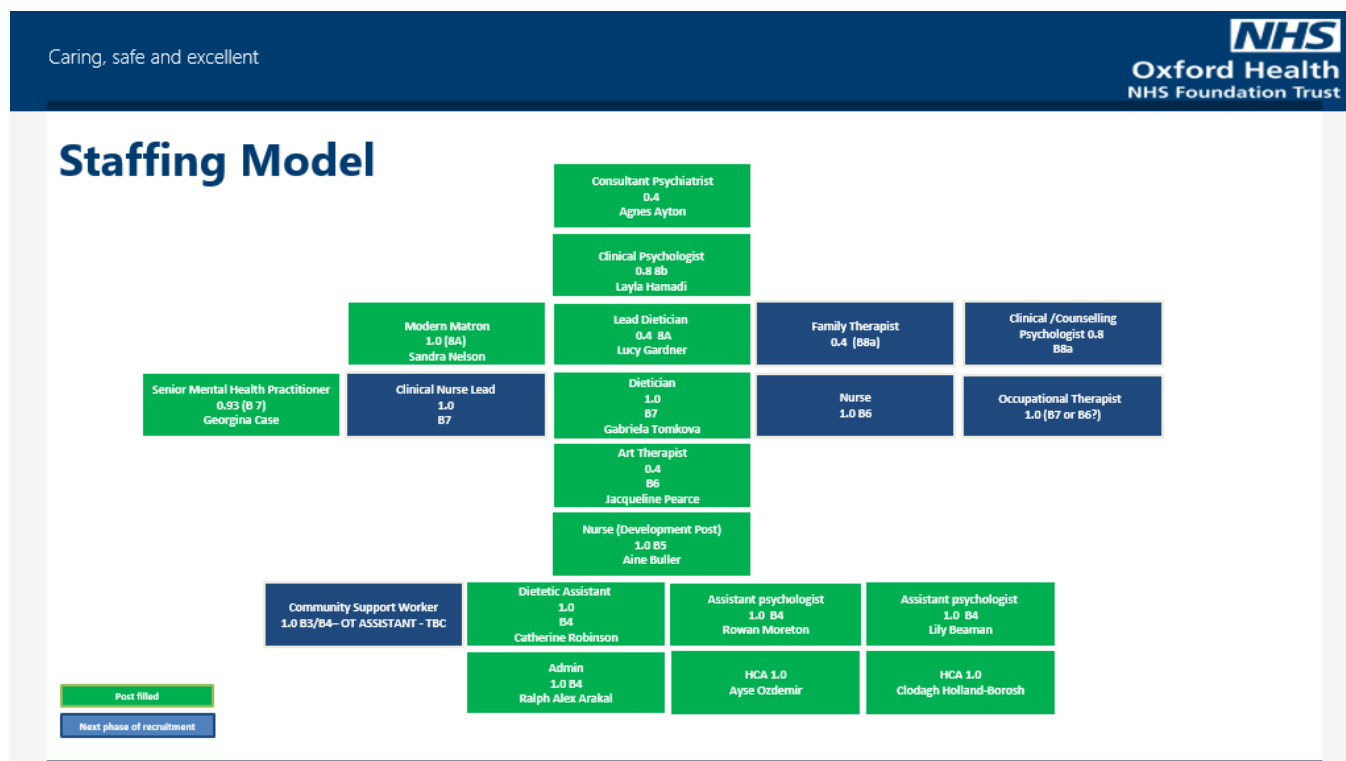 Caring, safe and excellent
NHS
Oxford Health
NHS Foundation Trust
Staffing Model
Consultant Psychiatrist
0.4
Agnes Ayton
Clinical Psychologist
0.8 8b
Layla Hamadi
Modern Matron
1.0 (8A)
Sandra Nelson
Lead Dietician
0.4 8A
Lucy Gardner
Family Therapist
0.4 (B8a)
Clinical /Counselling
Psychologist 0.8
B8a
Senior Mental Health Practitioner
0.93 (B 7)
Georgina Case
Clinical Nurse Lead
1.0
B7
Dietician
1.0
B7
Gabriela Tomkova
Nurse
1.0 B6
Occupational Therapist
1.0 (B7 or B6?)
Art Therapist
0.4
B6
Jacqueline Pearce
Nurse (Development Post)
1.0 B5
Aine Buller
Community Support Worker
1.0 B3/B4– OT ASSISTANT - TBC
Dietetic Assistant
1.0
B4
Catherine Robinson
Assistant psychologist
1.0 B4
Rowan Moreton
Assistant psychologist
1.0 B4
Lily Beaman
Admin
1.0 B4
Ralph Alex Arakal
HCA 1.0
Ayse Ozdemir
HCA 1.0
Clodagh Holland-Borosh
Post filled
Next phase of recruitment